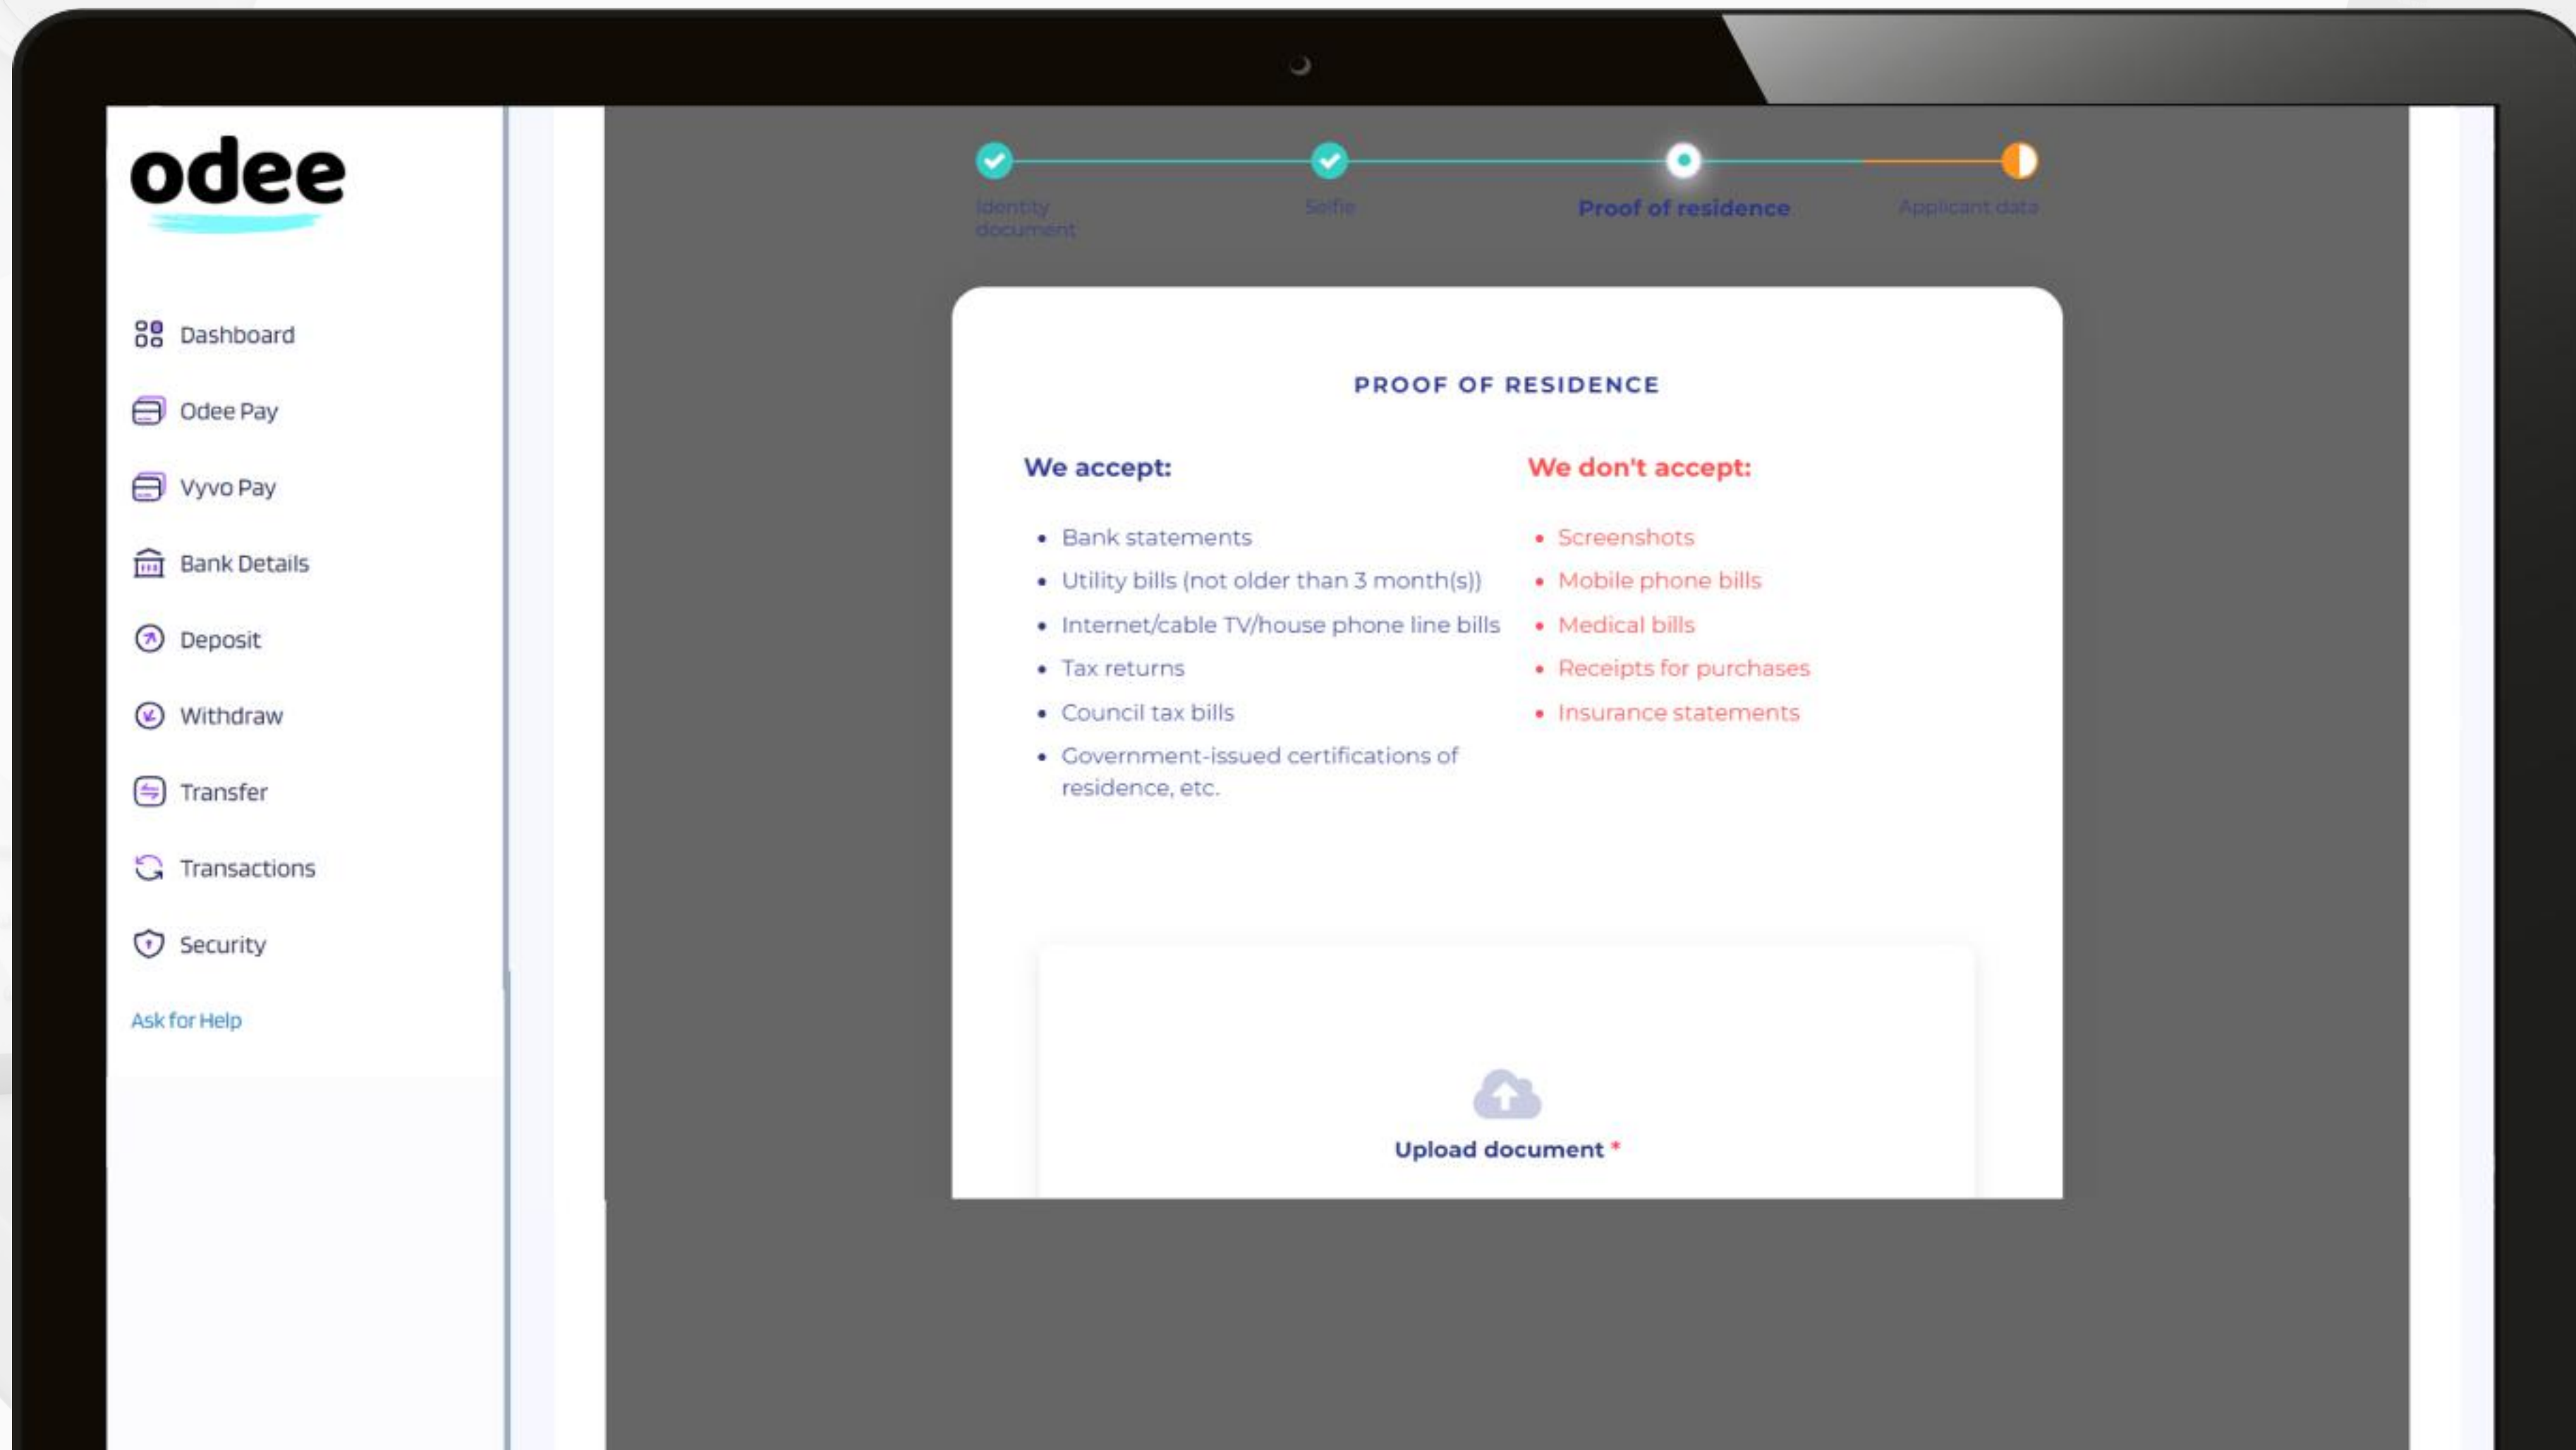 odee
Dashboard
Odee Pay
Vyvo Pay
Bank Details
Deposit
Withdraw
Transfer
Transactions
Security
Ask for Help
Identity
document
Selfie
Proof of residence
Applicant data
PROOF OF RESIDENCE
We accept:
• Bank statements
• Utility bills (not older than 3 month(s))
• Internet/cable TV/house phone line bills
• Tax returns
• Council tax bills
• Government-issued certifications of
residence, etc.
We don't accept:
• Screenshots
• Mobile phone bills
• Medical bills
• Receipts for purchases
• Insurance statements
Upload document *